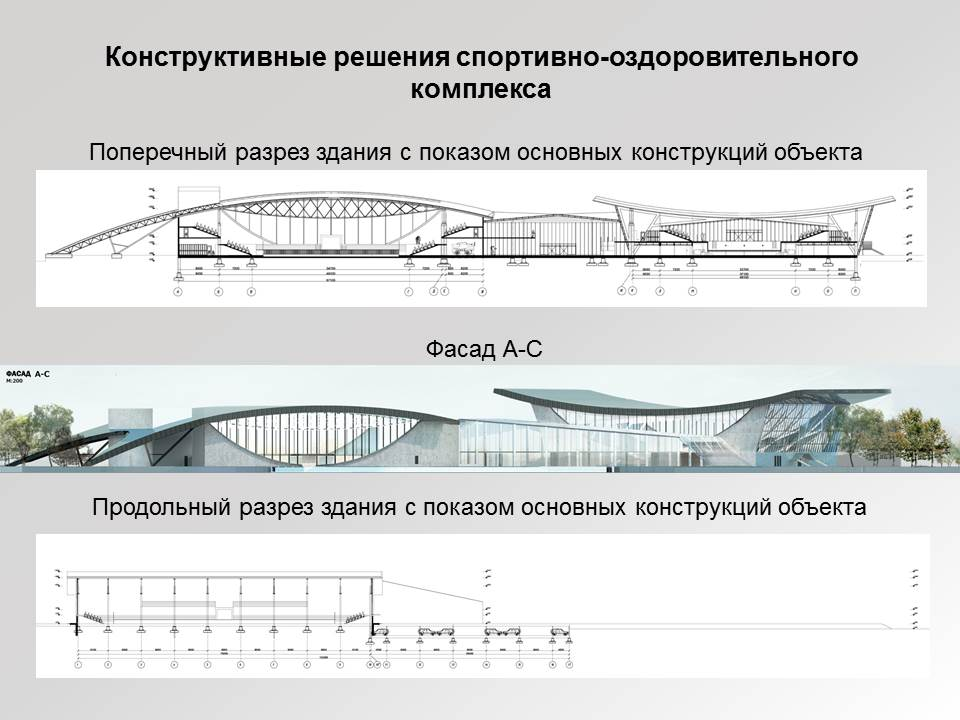 Конструктивные решения спортивно-оздоровительного
комплекса
Поперечный разрез здания с показом основных конструкций объекта
Фасад А-С
ФАСАД А-С
М:200
Продольный разрез здания с показом основных конструкций объекта